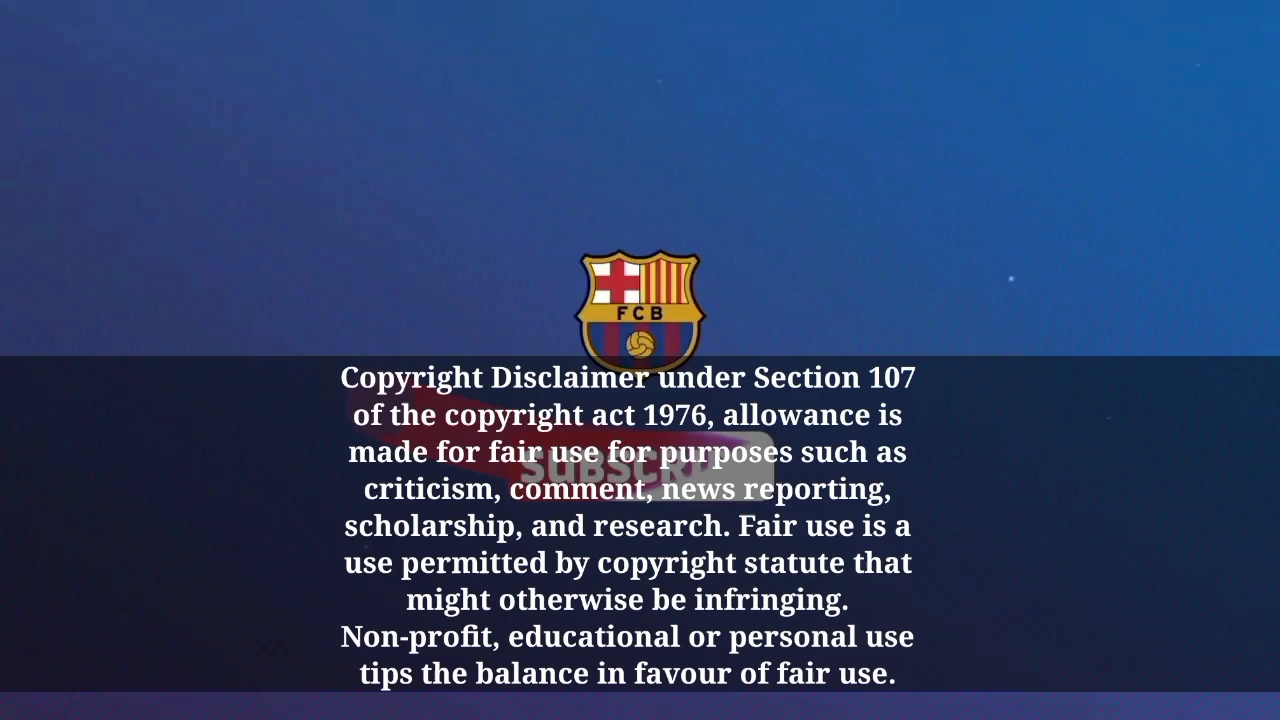 FCB
Copyright Disclaimer under Section 107
of the copyright act 1976, allowance is
made for fair use for purposes such as
SUBSCRI
criticism, comment, news reporting,
scholarship, and research. Fair use is a
use permitted by copyright statute that
might otherwise be infringing.
Non-profit, educational or personal use
tips the balance in favour of fair use.